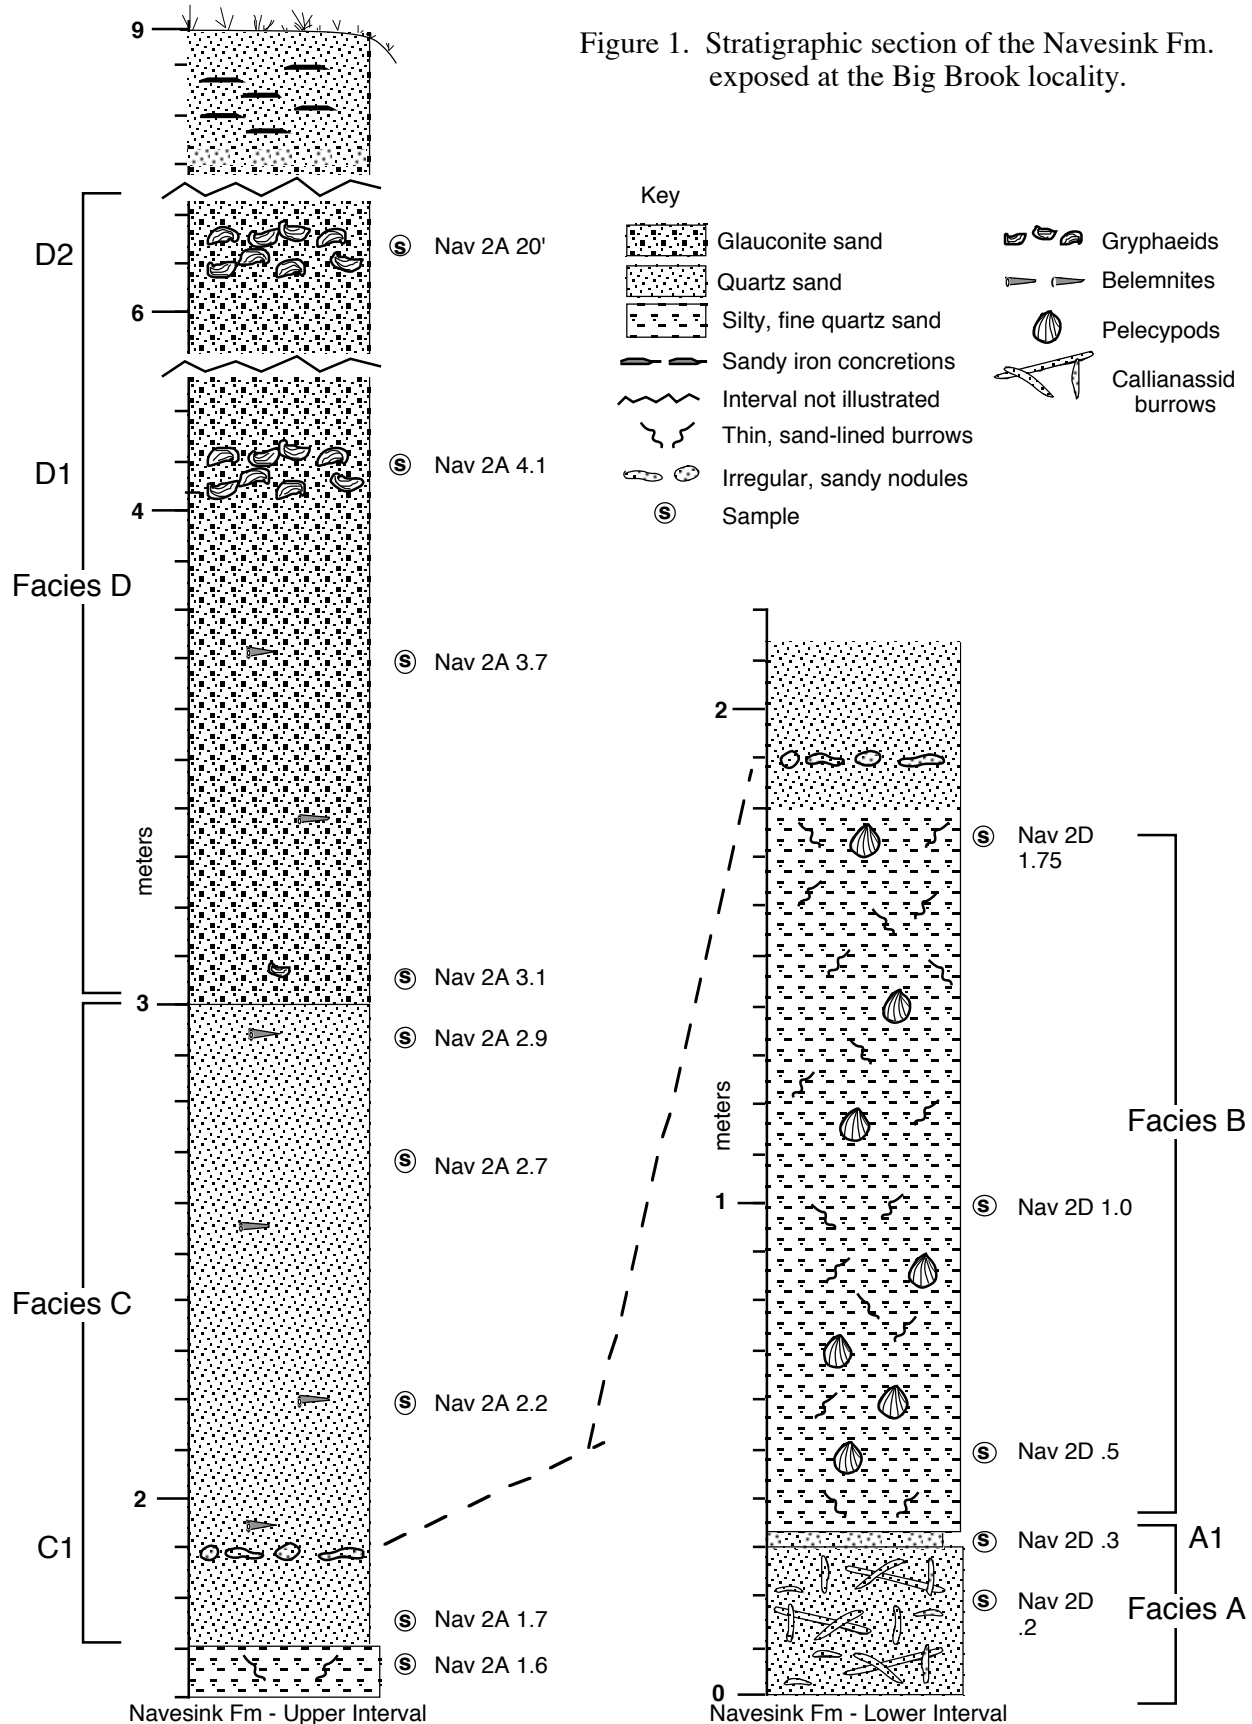 Figure 1. Stratigraphic section of the Navesink Fm.
exposed at the Big Brook locality.
Key
Glauconite sand
Quartz sand
Silty, fine quartz sand
Sandy iron concretions
Interval not illustrated
Thin, sand-lined burrows
Irregular, sandy nodules
S Sample
Gryphaeids
Belemnites
Pelecypods
Callianassid
burrows
9
D2
S Nav 2A 20'
6
D1
S Nav 2A 4.1
4
Facies D
S Nav 2A 3.7
meters
S Nav 2A 3.1
3
S Nav 2A 2.9
S Nav 2A 2.7
Facies C
S Nav 2A 2.2
2
C1
S Nav 2A 1.7
S Nav 2A 1.6
Navesink Fm - Upper Interval
2
S Nav 2D
1.75
meters
Facies B
1
S Nav 2D 1.0
S Nav 2D .5
S Nav 2D .3
A1
S Nav 2D
.2
Facies A
0
Navesink Fm - Lower Interval